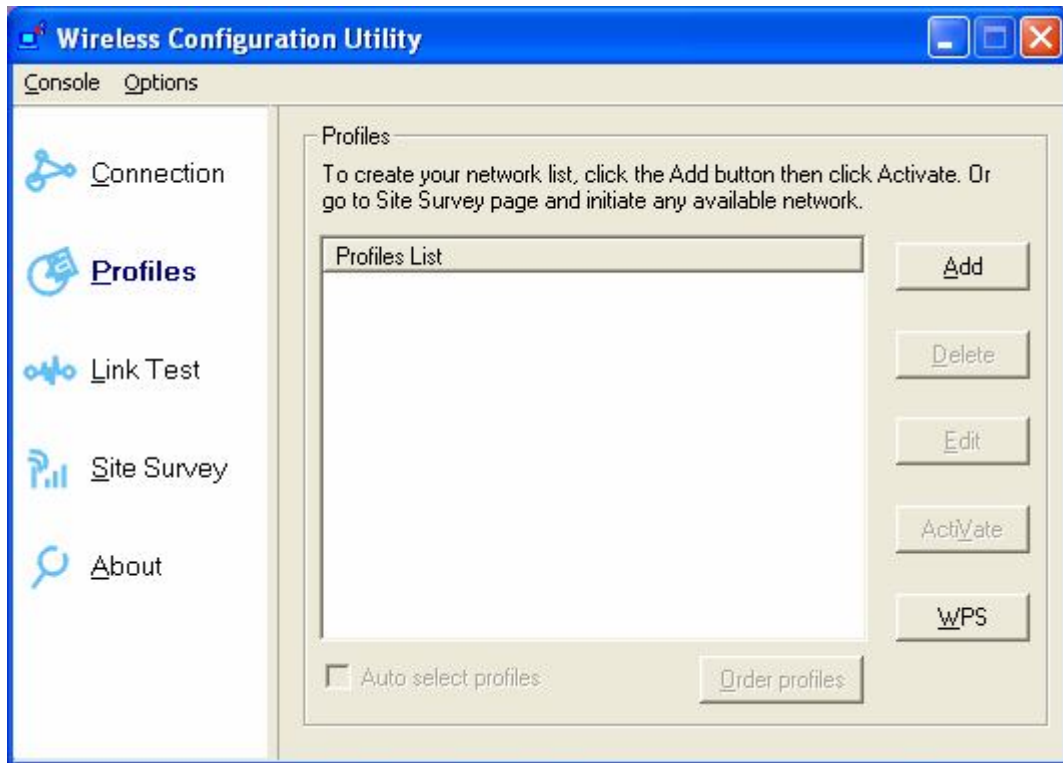 Wireless Configuration Utility
Console Options
Connection
Profiles
Link Test
Site Survey
About
Profiles
To create your network list, click the Add button then click Activate. Or
go to Site Survey page and initiate any available network.
Profiles List
Add
Delete
Edit
ActiVate
WPS
Auto select profiles
Order profiles